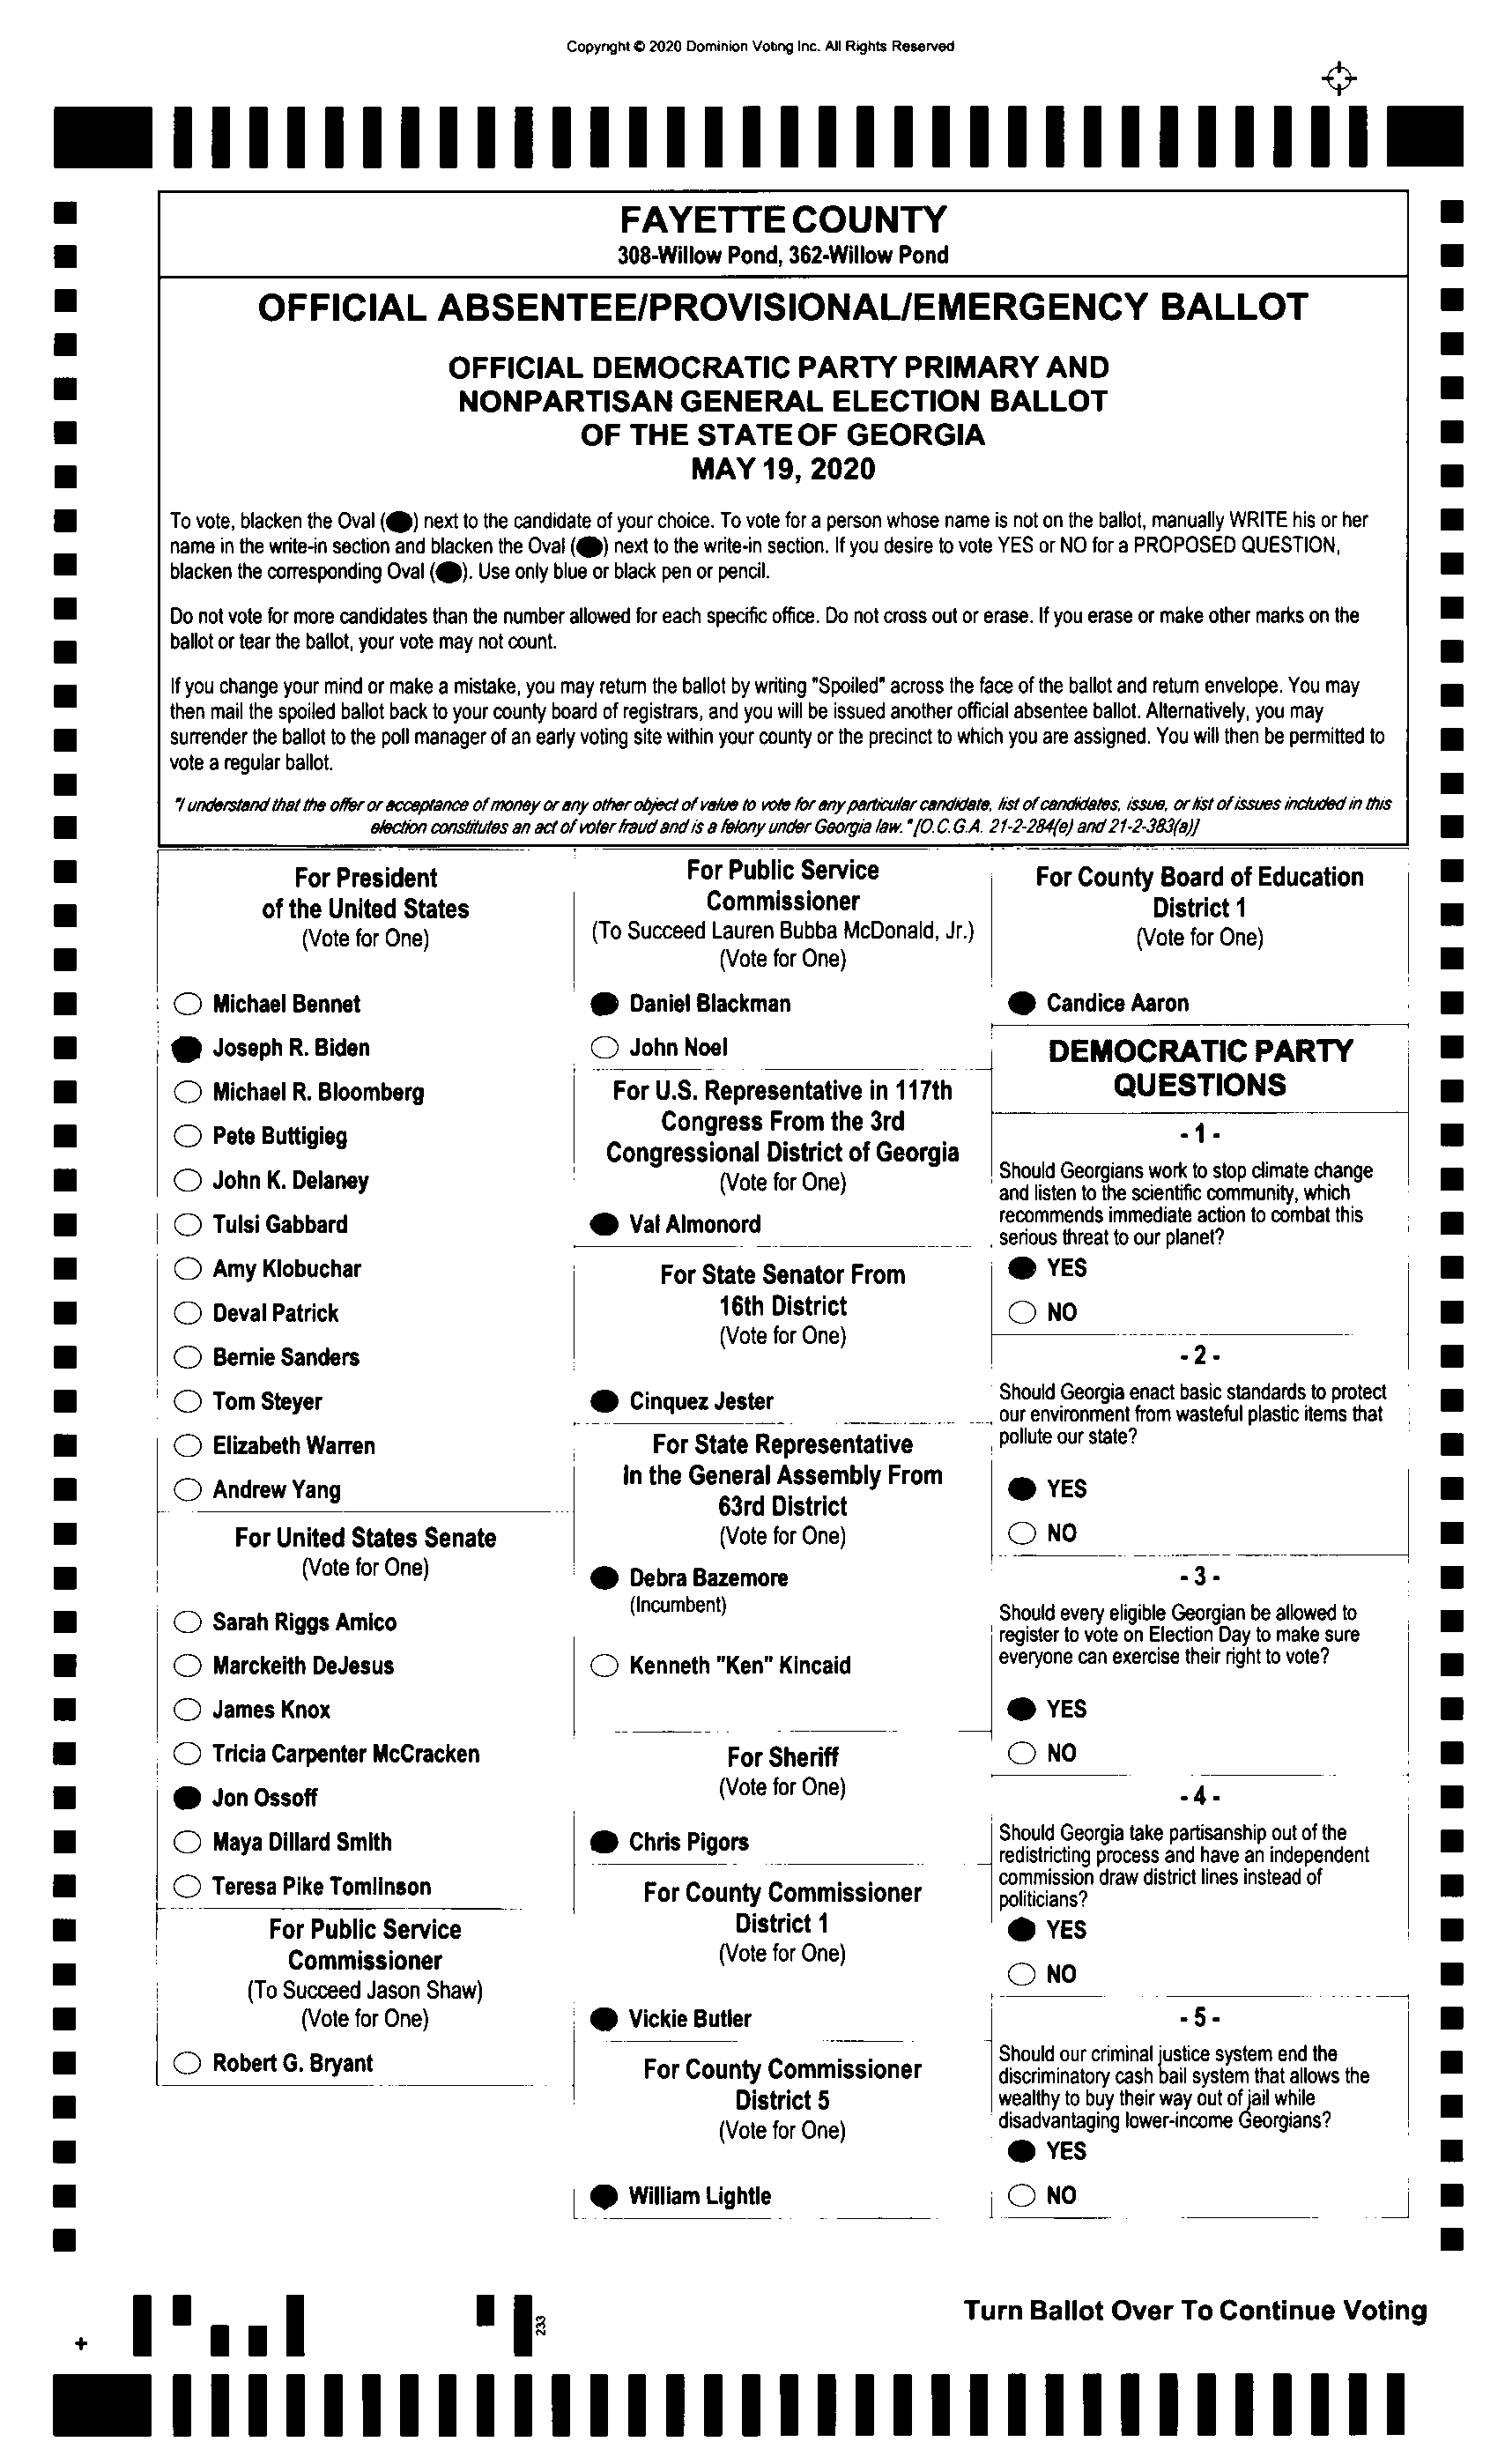 Copyright © 2020 Dominion Voting Inc. All Rights Reserved
FAYETTE COUNTY
308-Willow Pond, 362-Willow Pond
OFFICIAL ABSENTEE/PROVISIONAL/EMERGENCY BALLOT
OFFICIAL DEMOCRATIC PARTY PRIMARY AND
NONPARTISAN GENERAL ELECTION BALLOT
OF THE STATE OF GEORGIA
MAY 19, 2020
To vote, blacken the Oval () next to the candidate of your choice. To vote for a person whose name is not on the ballot, manually WRITE his or her
name in the write-in section and blacken the Oval () next to the write-in section. If you desire to vote YES or NO for a PROPOSED QUESTION,
blacken the corresponding Oval (). Use only blue or black pen or pencil.
Do not vote for more candidates than the number allowed for each specific office. Do not cross out or erase. If you erase or make other marks on the
ballot or tear the ballot, your vote may not count.
If you change your mind or make a mistake, you may return the ballot by writing "Spoiled" across the face of the ballot and return envelope. You may
then mail the spoiled ballot back to your county board of registrars, and you will be issued another official absentee ballot. Alternatively, you may
surrender the ballot to the poll manager of an early voting site within your county or the precinct to which you are assigned. You will then be permitted to
vote a regular ballot.
"I understand that the offer or acceptance of money or any other object of value to vote for any particular candidate, list of candidates, issue, or list of issues included in this
election constitutes an act of voter fraud and is a felony under Georgia law." [O.C.G.A. 21-2-284(e) and 21-2-383(a)]
For President
of the United States
(Vote for One)
Michael Bennet
Joseph R. Biden
Michael R. Bloomberg
Pete Buttigieg
John K. Delaney
Tulsi Gabbard
Amy Klobuchar
Deval Patrick
Bernie Sanders
Tom Steyer
Elizabeth Warren
Andrew Yang
For United States Senate
(Vote for One)
Sarah Riggs Amico
Marckeith DeJesus
James Knox
Tricia Carpenter McCracken
Jon Ossoff
Maya Dillard Smith
Teresa Pike Tomlinson
For Public Service
Commissioner
(To Succeed Jason Shaw)
(Vote for One)
Robert G. Bryant
For Public Service
Commissioner
(To Succeed Lauren Bubba McDonald, Jr.)
(Vote for One)
Daniel Blackman
John Noel
For U.S. Representative in 117th
Congress From the 3rd
Congressional District of Georgia
(Vote for One)
Val Almonord
For State Senator From
16th District
(Vote for One)
Cinquez Jester
For State Representative
In the General Assembly From
63rd District
(Vote for One)
Debra Bazemore
(Incumbent)
Kenneth "Ken" Kincaid
For Sheriff
(Vote for One)
Chris Pigors
For County Commissioner
District 1
(Vote for One)
Vickie Butler
For County Commissioner
District 5
(Vote for One)
William Lightle
For County Board of Education
District 1
(Vote for One)
Candice Aaron
DEMOCRATIC PARTY
QUESTIONS
- 1 -
Should Georgians work to stop climate change
and listen to the scientific community, which
recommends immediate action to combat this
serious threat to our planet?
YES
NO
- 2 -
Should Georgia enact basic standards to protect
our environment from wasteful plastic items that
pollute our state?
YES
NO
- 3 -
Should every eligible Georgian be allowed to
register to vote on Election Day to make sure
everyone can exercise their right to vote?
YES
NO
- 4 -
Should Georgia take partisanship out of the
redistricting process and have an independent
commission draw district lines instead of
politicians?
YES
NO
- 5 -
Should our criminal justice system end the
discriminatory cash bail system that allows the
wealthy to buy their way out of jail while
disadvantaging lower-income Georgians?
YES
NO
Turn Ballot Over To Continue Voting
233
+